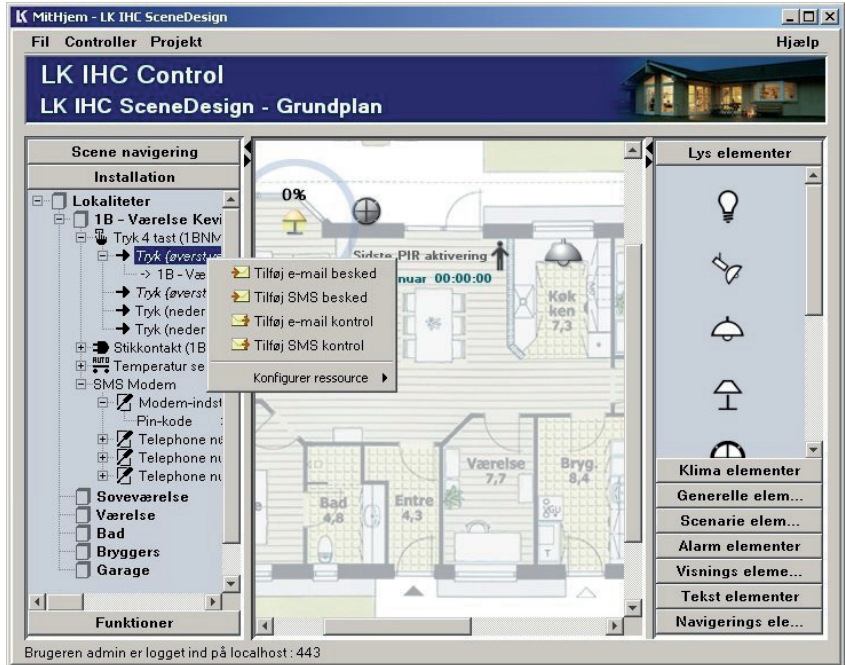 MitHjem - LK IHC SceneDesign
Fil Controller Projekt Hjælp
LK IHC Control
LK IHC SceneDesign - Grundplan
Scene navigering
Installation
Lokaliteter
1B - Værelse Kevi
Tryk 4 tast (1BNM
Tryk (øverst ve
-> 1B - Væ
Tryk (øverst
Tryk (neder
Tryk (neder
Stikkontakt (1B
AUTO Temperatur se
SMS Modem
Modem-indst
Pin-kode :
Telephone nu
Telephone nu
Telephone nu
Soveværelse
Værelse
Bad
Bryggers
Garage
Funktioner
0%
Sidste PIR aktivering
nuar 00:00:00
Tilføj e-mail besked
Tilføj SMS besked
Tilføj e-mail kontrol
Tilføj SMS kontrol
Konfigurer ressource
Køk
ken
7,3
Værelse
7,7
Bryg.
8,4
Bad
4,8
Entre
4,3
T
Lys elementer
Klima elementer
Generelle elem...
Scenarie elem...
Alarm elementer
Visnings eleme...
Tekst elementer
Navigerings ele...
Brugeren admin er logget ind på localhost : 443